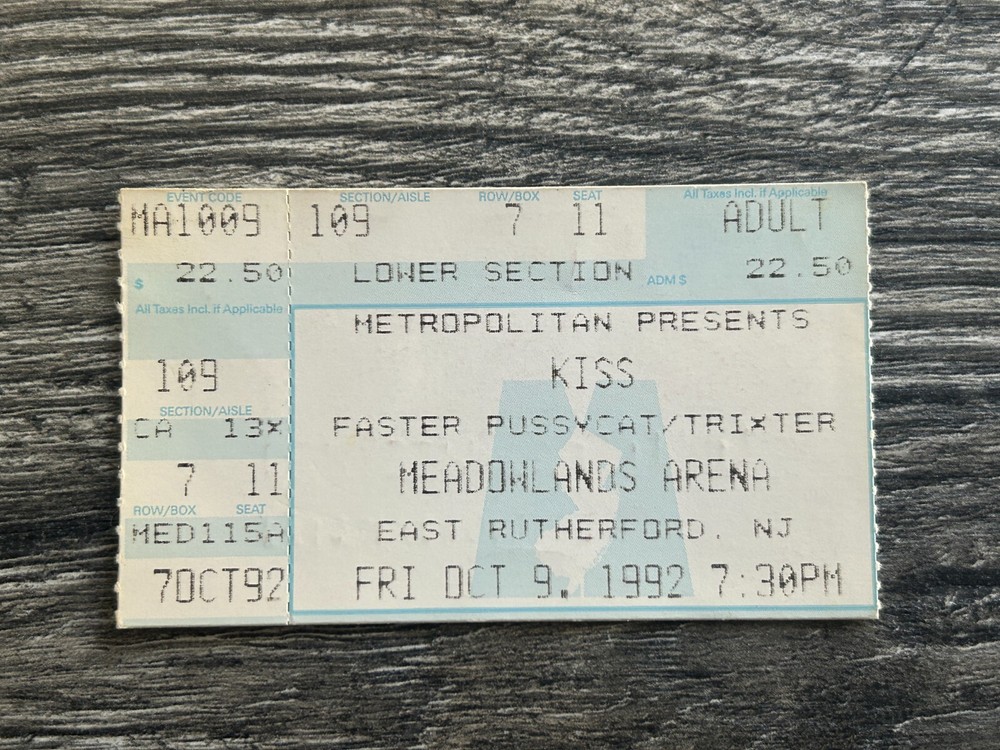 EVENT CODE
MA1009
$ 22.50
All Taxes Incl. if Applicable
109
SECTION/AISLE
CA 13X
7 11
ROW/BOX SEAT
MED115A
7OCT92
SECTION/AISLE ROW/BOX SEAT All Taxes Incl. if Applicable
109 7 11 ADULT
LOWER SECTION ADM $ 22.50
METROPOLITAN PRESENTS
KISS
FASTER PUSSYCAT/TRIXTER
MEADOWLANDS ARENA
EAST RUTHERFORD, NJ
FRI OCT 9, 1992 7:30PM